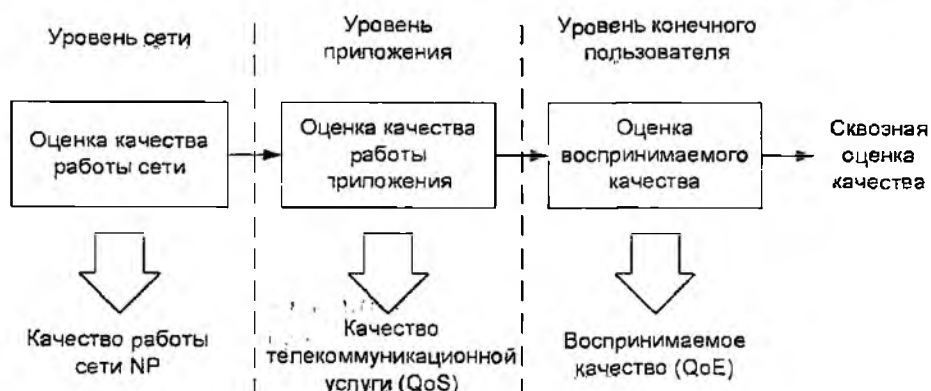 Уровень сети
Уровень
приложения
Уровень конечного
пользователя
Оценка качества
работы сети
Оценка качества
работы
приложения
Оценка
воспринимаемого
качества
Сквозная
оценка
качества
Качество работы
сети NP
Качество
телекоммуникационной
услуги (QoS)
Воспринимаемое
качество (QoE)